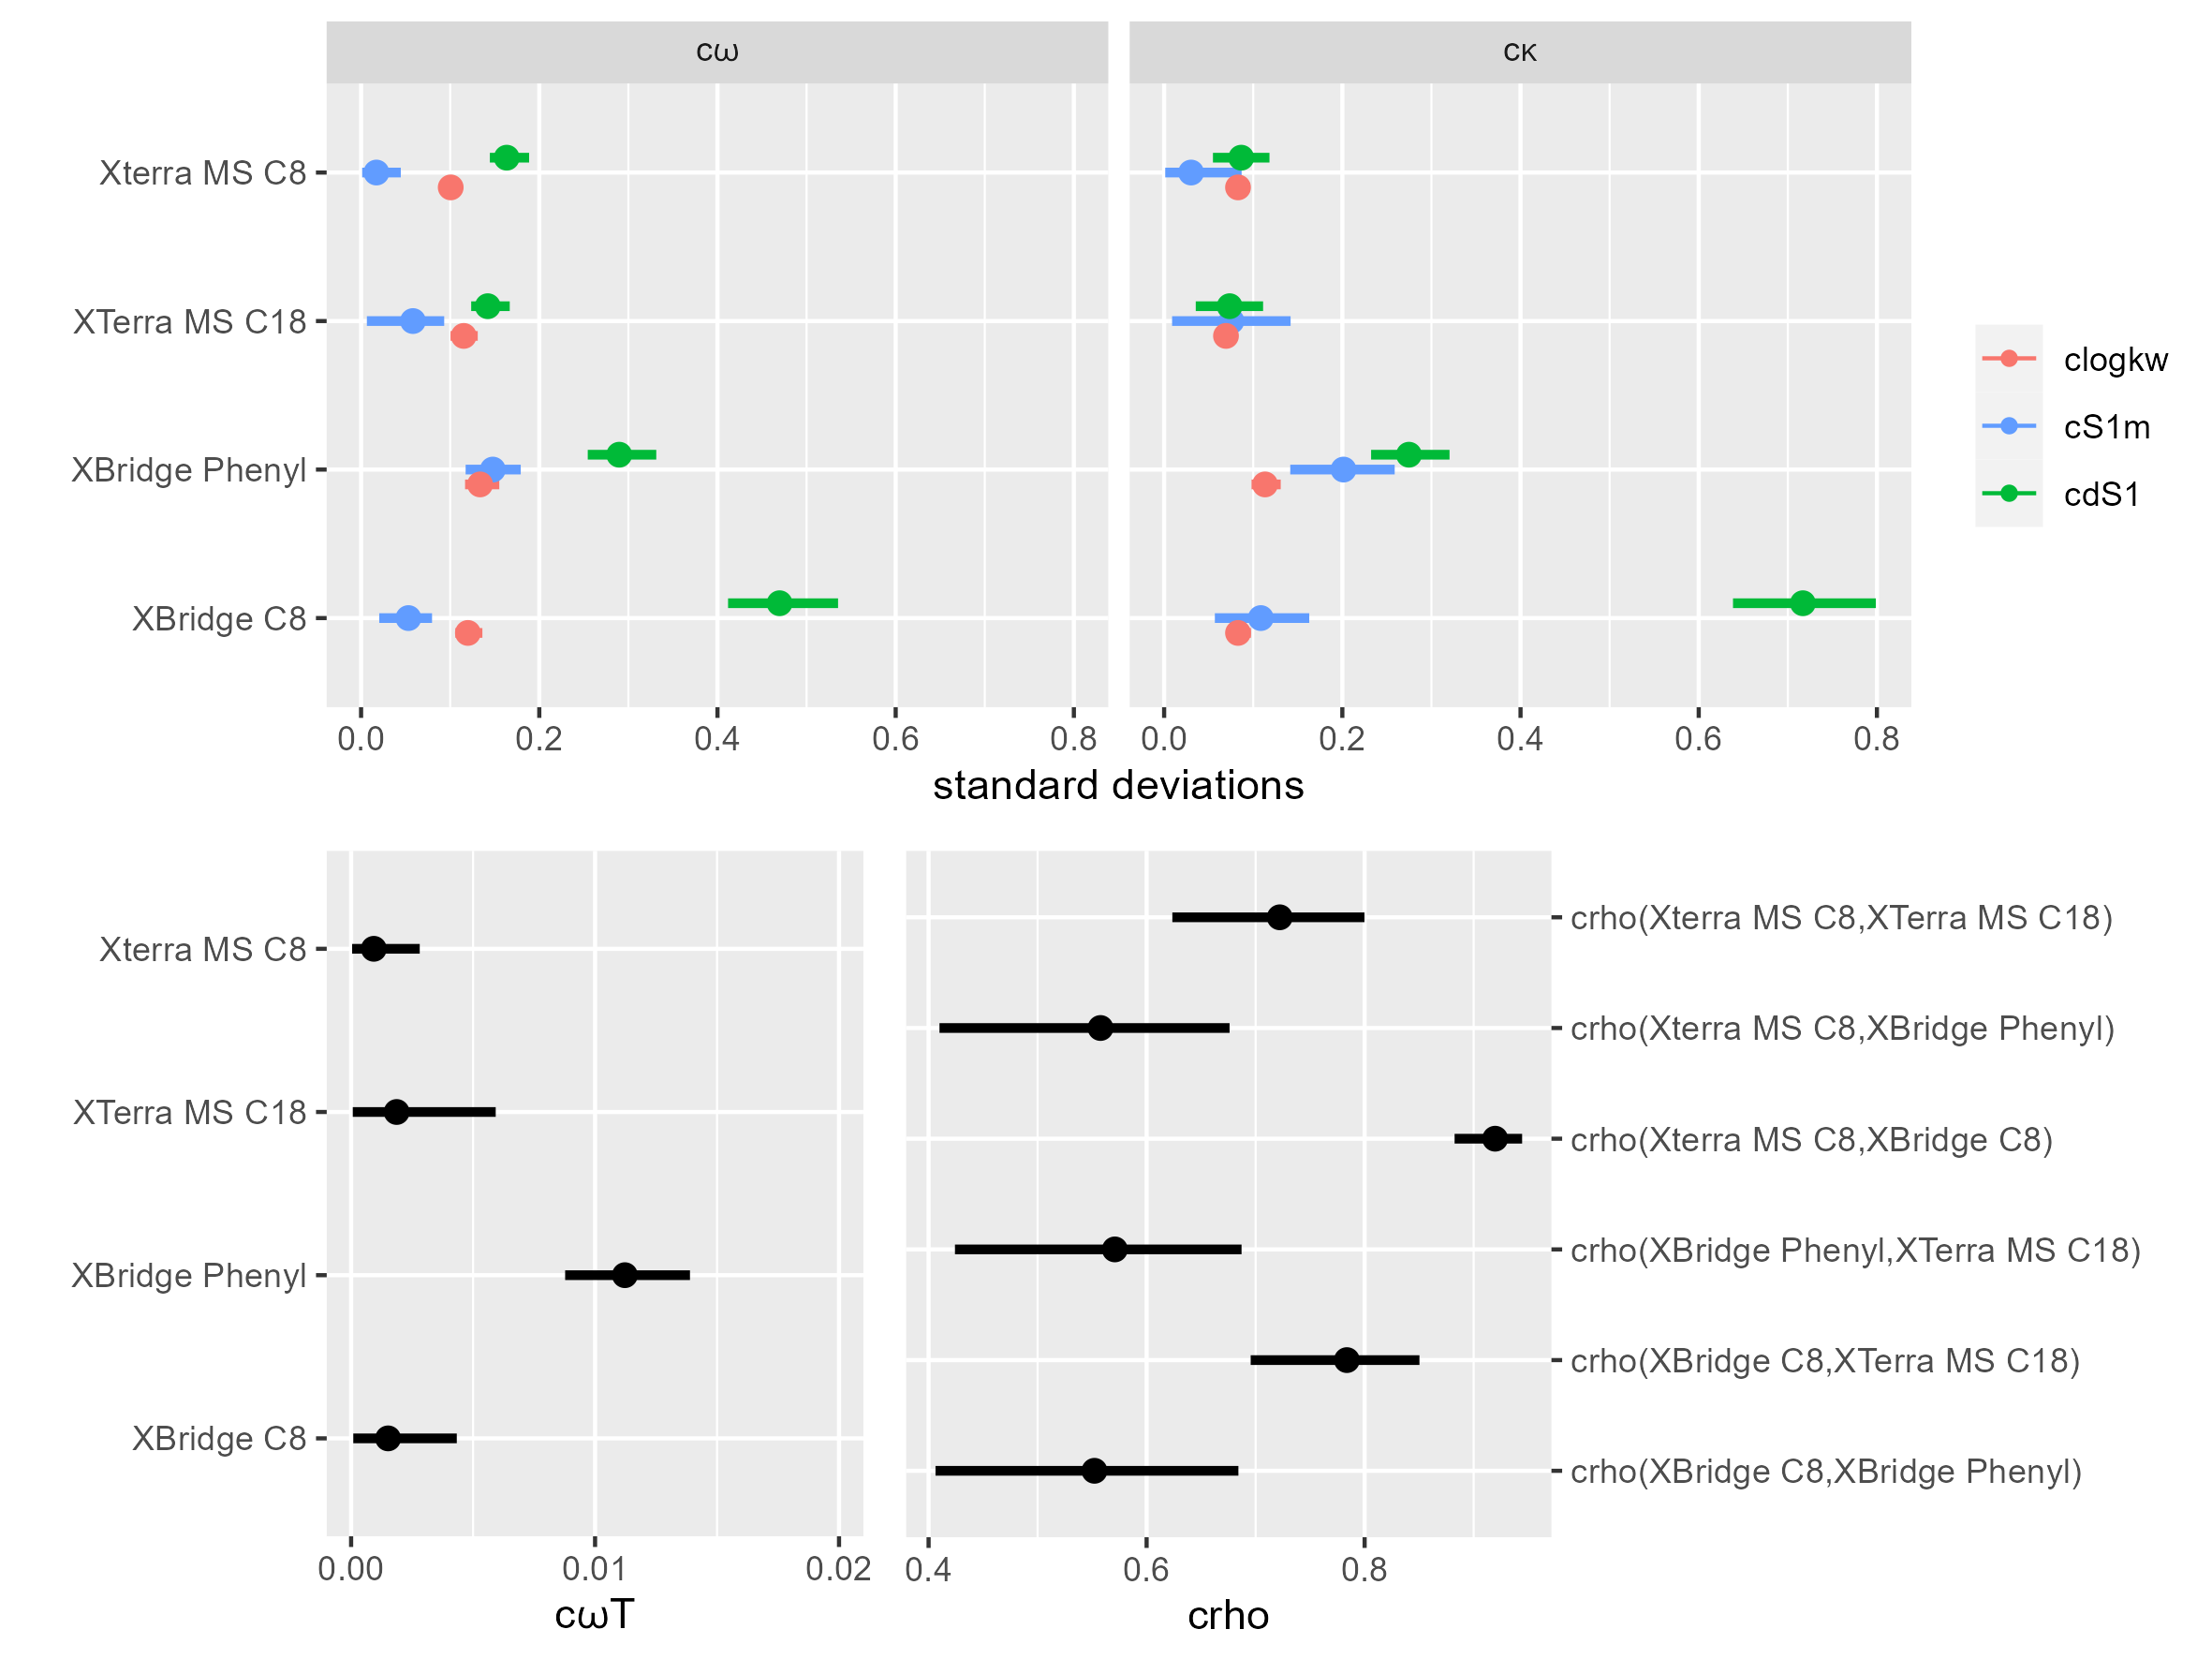 cω
cκ
Xterra MS C8
XTerra MS C18
XBridge Phenyl
XBridge C8
0.0 0.2 0.4 0.6 0.8
0.0 0.2 0.4 0.6 0.8
standard deviations
clogkw
cS1m
cdS1
Xterra MS C8
XTerra MS C18
XBridge Phenyl
XBridge C8
0.00 0.01 0.02
cωT
crho(Xterra MS C8,XTerra MS C18)
crho(Xterra MS C8,XBridge Phenyl)
crho(Xterra MS C8,XBridge C8)
crho(XBridge Phenyl,XTerra MS C18)
crho(XBridge C8,XTerra MS C18)
crho(XBridge C8,XBridge Phenyl)
0.4 0.6 0.8
crho